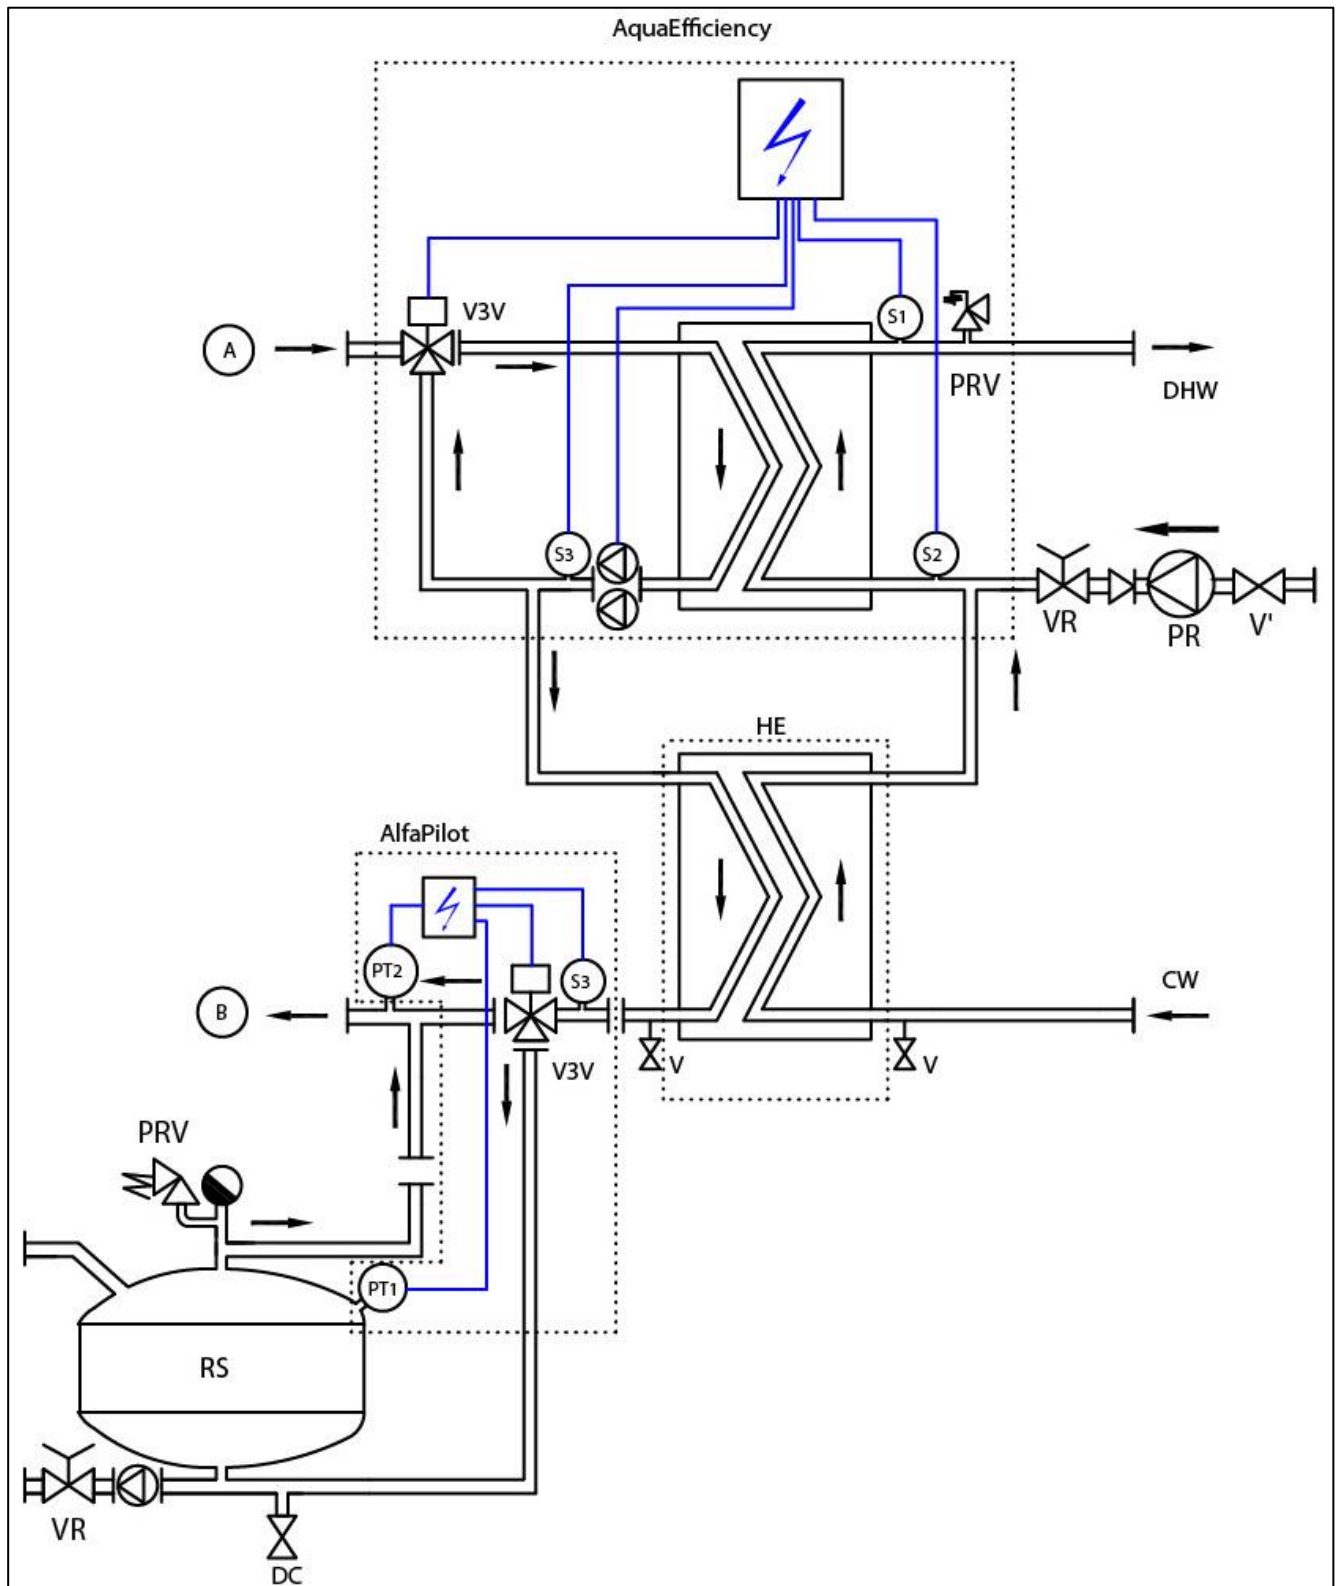 AquaEfficiency
V3V
S1
A
PRV
DHW
S3
S2
VR
PR
V'
HE
AlfaPilot
PT2
S3
CW
B
V3V
V
V
PRV
PT1
RS
VR
DC